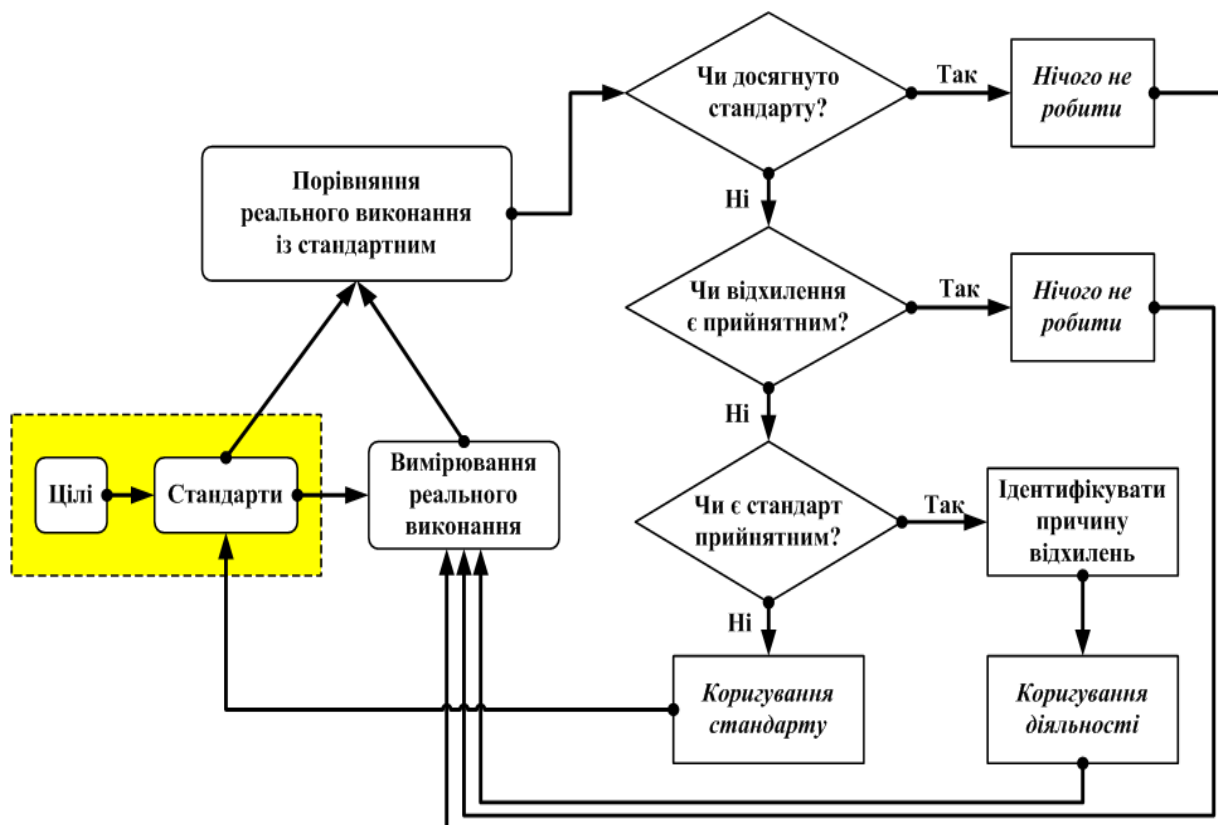 Чи досягнуто
стандарту?
Так
Нічого не
робити
Порівняння
реального виконання
із стандартним
Ні
Чи відхилення
є прийнятним?
Так
Нічого не
робити
Ні
Цілі
Стандарти
Вимірювання
реального
виконання
Чи є стандарт
прийнятним?
Так
Ідентифікувати
причину
відхилень
Ні
Коригування
стандарту
Коригування
діяльності